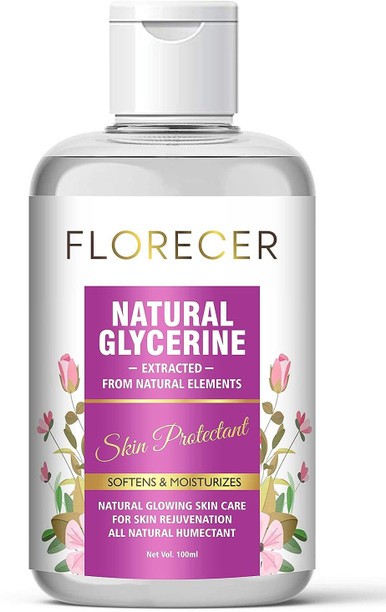 FLORECER
NATURAL
GLYCERINE
– EXTRACTED –
FROM NATURAL ELEMENTS
Skin Protectant
SOFTENS & MOISTURIZES
NATURAL GLOWING SKIN CARE
FOR SKIN REJUVENATION
ALL NATURAL HUMECTANT
Net Vol. 100ml